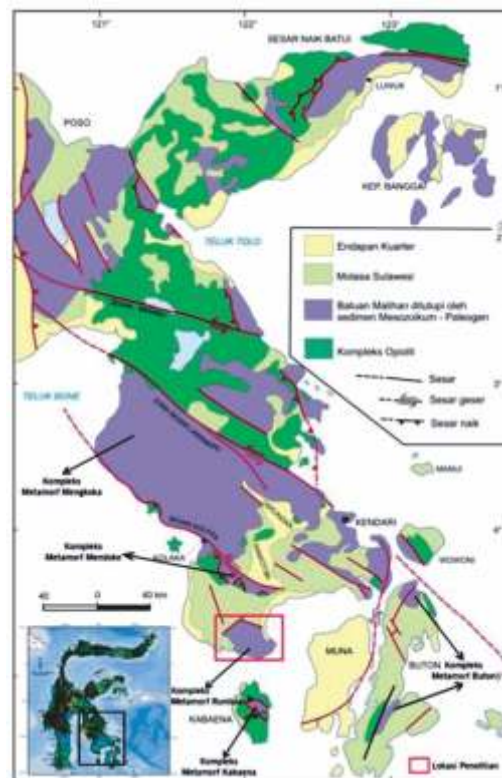 121°
122°
123°
SESAR NAIK BATUI
LUWUK
POSO
KEP. BANGGAI
TELUK TOLO
Endapan Kuarter
Molasa Sulawesi
Batuan Malihan ditutupi oleh
sedimen Mesozoikum - Paleogen
Kompleks Ofiolit
Sesar
Sesar geser
Sesar naik
TELUK BONE
MANUI
Kompleks
Metamorf Mengkoka
KENDARI
Kompleks
Metamorf Mendoke
KOLAKA
WOWONI
40 0 40 km
MUNA
BUTON
Kompleks
Metamorf Buton
Kompleks
Metamorf Rumbia
KABAENA
Kompleks
Metamorf Kabaena
Lokasi Penelitian